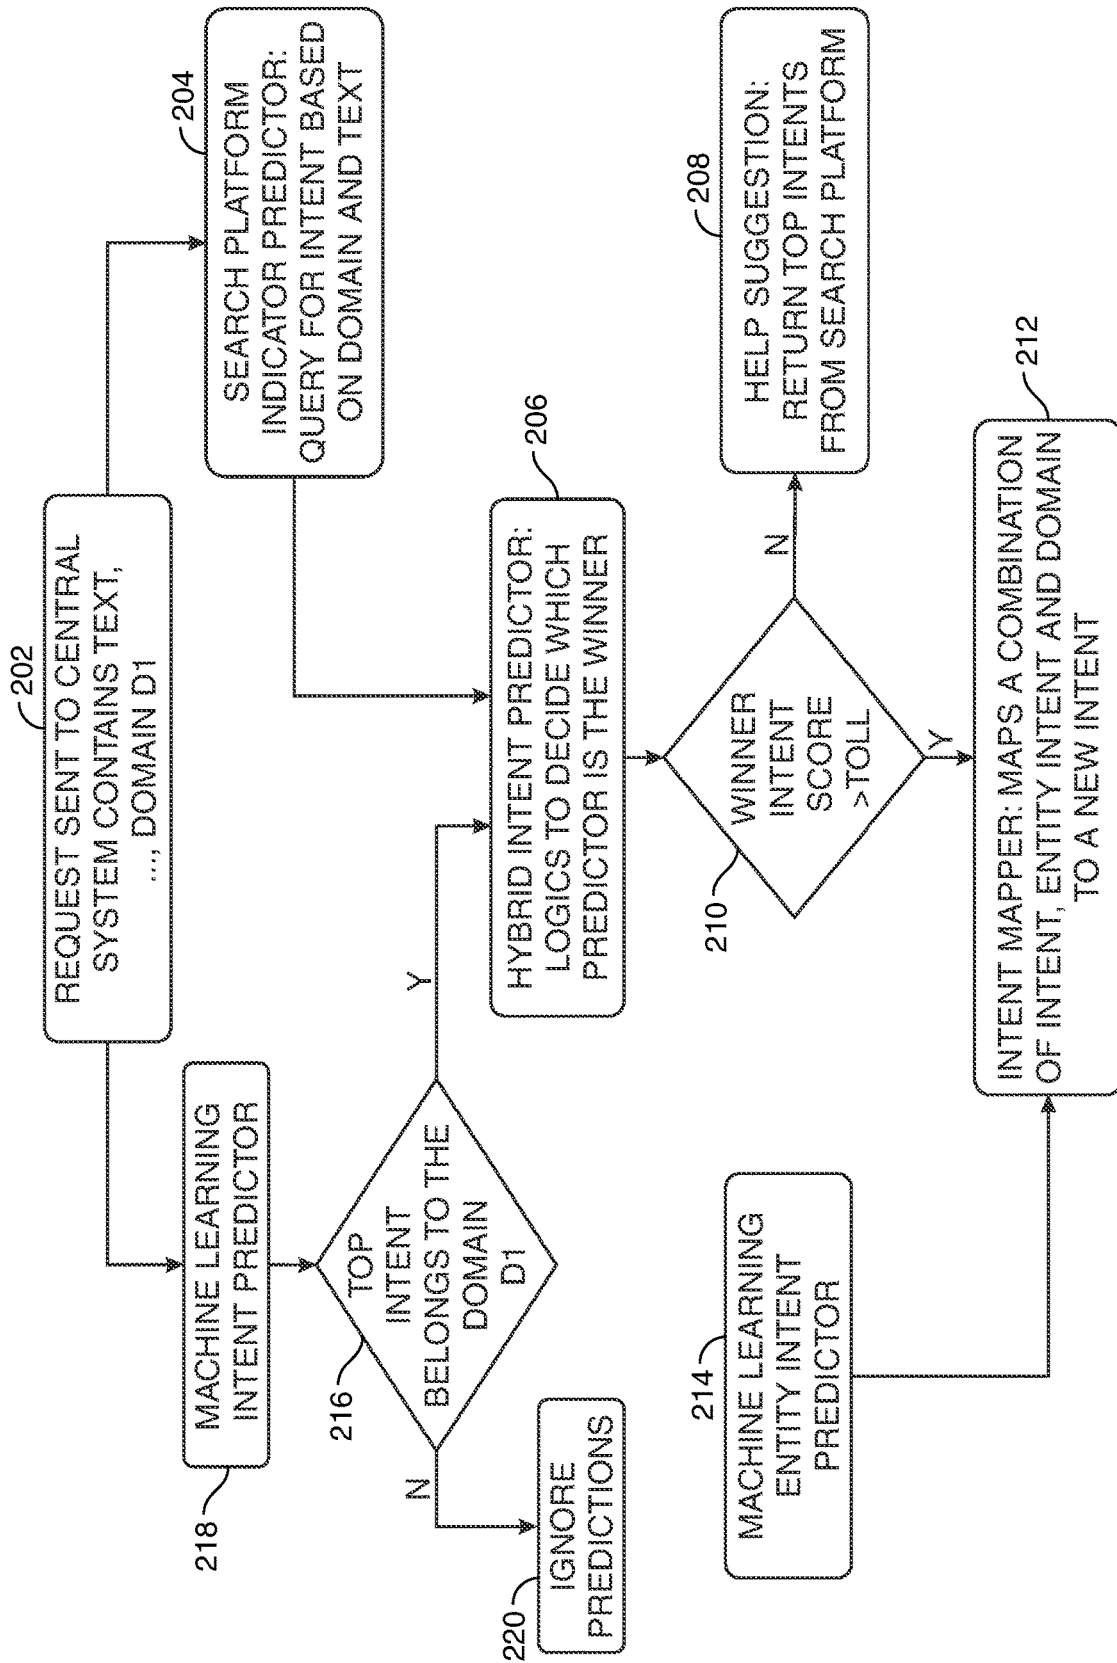 202
REQUEST SENT TO CENTRAL
SYSTEM CONTAINS TEXT,
..., DOMAIN D1
204
SEARCH PLATFORM
INDICATOR PREDICTOR:
QUERY FOR INTENT BASED
ON DOMAIN AND TEXT
218
MACHINE LEARNING
INTENT PREDICTOR
216
TOP
INTENT
BELONGS TO THE
DOMAIN
D1
N
Y
220
IGNORE
PREDICTIONS
206
HYBRID INTENT PREDICTOR:
LOGICS TO DECIDE WHICH
PREDICTOR IS THE WINNER
210
WINNER
INTENT
SCORE
>TOLL
N
Y
208
HELP SUGGESTION:
RETURN TOP INTENTS
FROM SEARCH PLATFORM
214
MACHINE LEARNING
ENTITY INTENT
PREDICTOR
212
INTENT MAPPER: MAPS A COMBINATION
OF INTENT, ENTITY INTENT AND DOMAIN
TO A NEW INTENT